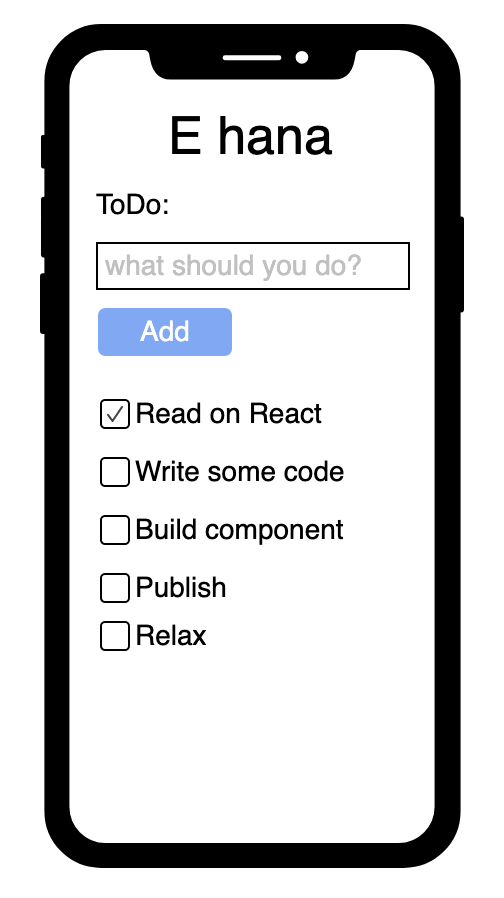 E hana
ToDo:
what should you do?
Add
Read on React
Write some code
Build component
Publish
Relax